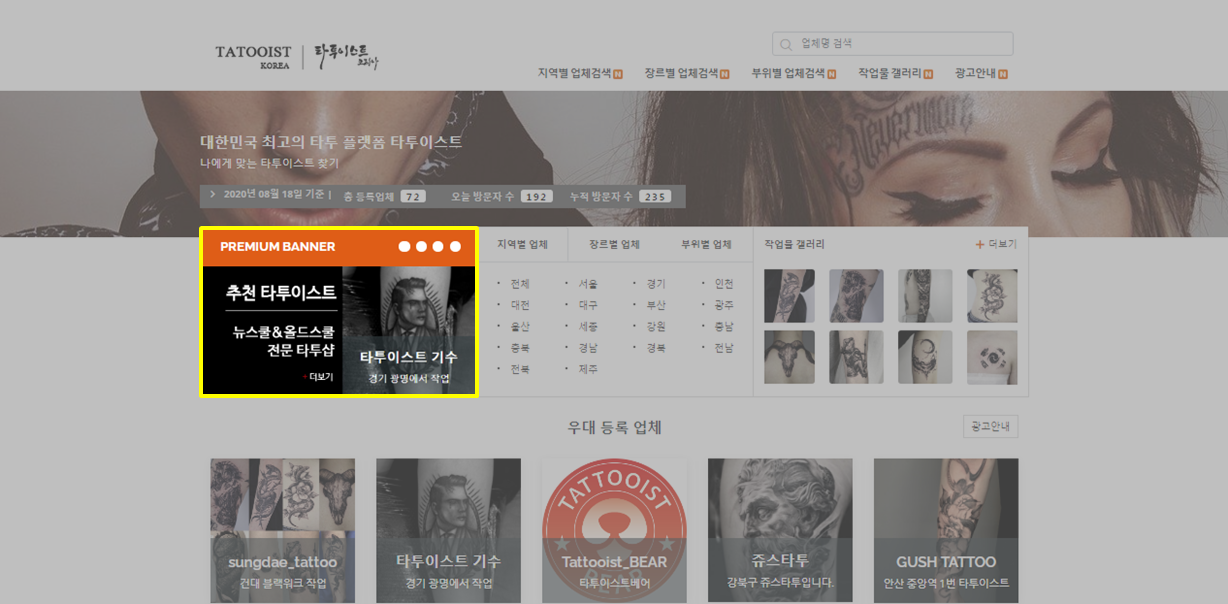 TATOOIST KOREA 타투이스트 코리아
업체명 검색
지역별 업체검색 N 장르별 업체검색 N 부위별 업체검색 N 작업물 갤러리 N 광고안내 N
Nevermore
대한민국 최고의 타투 플랫폼 타투이스트
나에게 맞는 타투이스트 찾기
> 2020년 08월 18일 기준 | 총 등록업체 72 오늘 방문자 수 192 누적 방문자 수 235
PREMIUM BANNER
추천 타투이스트
뉴스쿨&올드스쿨
전문 타투샵
+ 더보기
타투이스트 기수
경기 광명에서 작업
지역별 업체 장르별 업체 부위별 업체
· 전체 · 서울 · 경기 · 인천
· 대전 · 대구 · 부산 · 광주
· 울산 · 세종 · 강원 · 충남
· 충북 · 경남 · 경북 · 전남
· 전북 · 제주
작업물 갤러리 + 더보기
우대 등록 업체
광고안내
sungdae_tattoo
건대 블랙워크 작업
타투이스트 기수
경기 광명에서 작업
TATTOOIST
BEAR
Tattooist_BEAR
타투이스트베어
쥬스타투
강북구 쥬스타투입니다.
GUSH TATTOO
안산 중앙역 1번 타투이스트